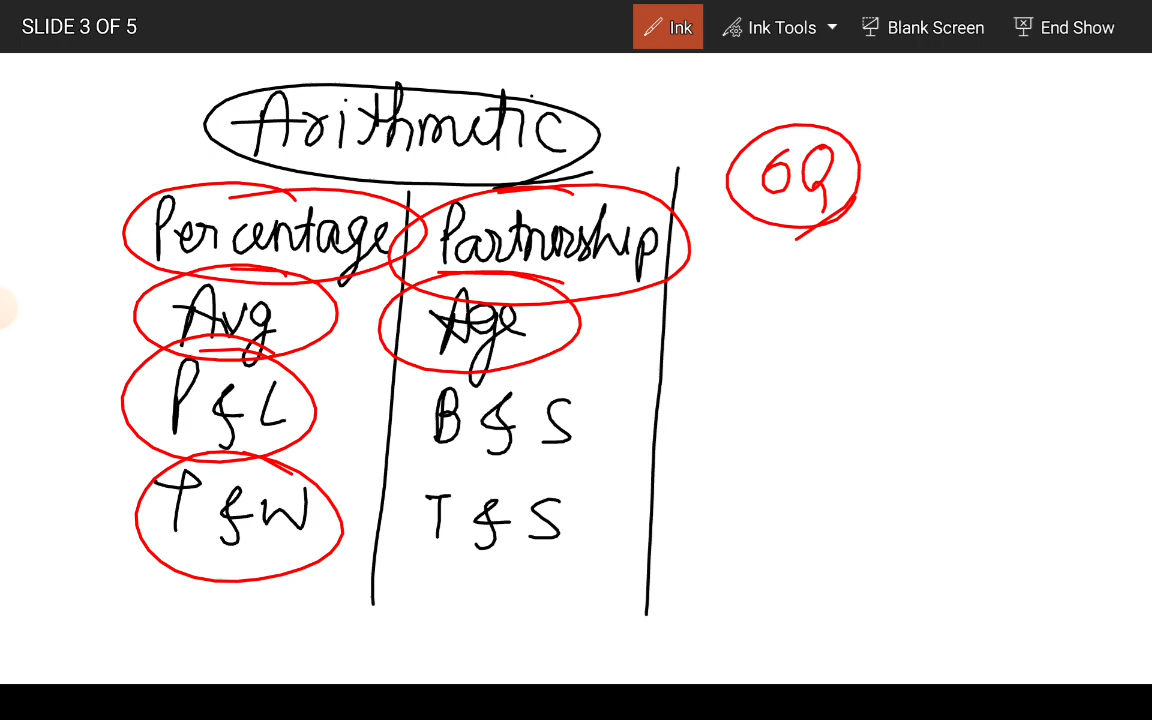 SLIDE 3 OF 5
Ink
Ink Tools
Blank Screen
End Show
Arithmetic
6Q
Percentage
Partnership
Avg
Age
P & L
B & S
T & W
T & S